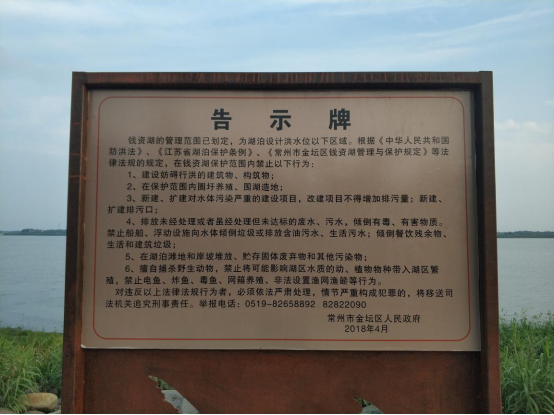 告示牌
钱资湖的管理范围已划定，为湖泊设计洪水位以下区域。根据《中华人民共和国
防洪法》、《江苏省湖泊保护条例》、《常州市金坛区钱资湖管理与保护规定》等法
律法规的规定，在钱资湖保护范围内禁止以下行为：
1、建设妨碍行洪的建筑物、构筑物；
2、在保护范围内圈圩养殖、围湖造地；
3、新建、扩建对水体污染严重的建设项目，改建项目不得增加排污量；新建、
扩建排污口；
4、排放未经处理或者虽经处理但未达标的废水、污水，倾倒有毒、有害物质。
禁止船舶、浮动设施向水体倾倒垃圾或排放含油污水、生活污水；倾倒餐饮残余物、
生活和建筑垃圾；
5、在湖泊滩地和岸坡堆放、贮存固体废弃物和其他污染物；
6、擅自捕杀野生动物，禁止将可能影响湖区水质的动、植物物种带入湖区繁
殖，禁止电鱼、炸鱼、毒鱼、网箱养殖、非法设置渔网渔簖等行为。
对违反以上法律法规行为者，必须依法严肃处理，情节严重构成犯罪的，将移送司
法机关追究刑事责任。举报电话：0519-82658892 82822090
常州市金坛区人民政府
2018年4月